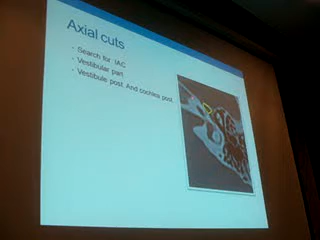 Axial cuts
- Search for IAC
- Vestibular part
- Vestibule post. And cochlea post.